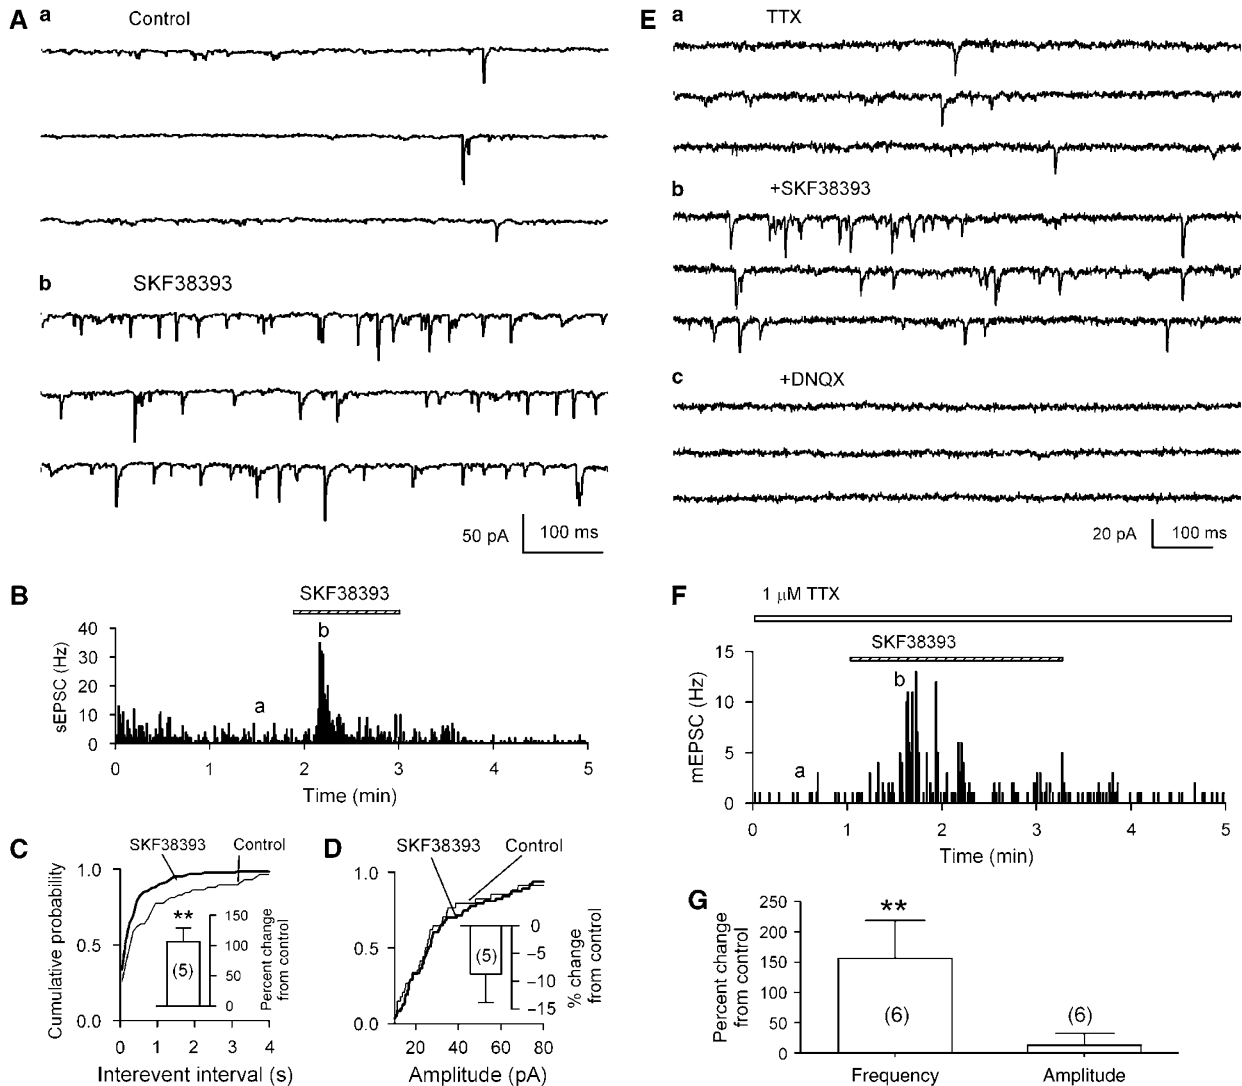 A a Control
b SKF38393
50 pA 100 ms
B SKF38393
b
a
sEPSC (Hz)
40
30
20
10
0
0 1 2 3 4 5
Time (min)
C SKF38393 Control
Cumulative probability
1.0
0.5
0.0
0 1 2 3 4
Interevent interval (s)
**
(5)
150
100
50
0
Percent change
from control
D SKF38393 Control
1.0
0.5
0.0
20 40 60 80
Amplitude (pA)
(5)
0
−5
−10
−15
% change
from control
E a TTX
b +SKF38393
c +DNQX
20 pA 100 ms
F 1 μM TTX
SKF38393
b
a
mEPSC (Hz)
15
10
5
0
0 1 2 3 4 5
Time (min)
G
Percent change
from control
250
200
150
100
50
0
**
(6) (6)
Frequency Amplitude